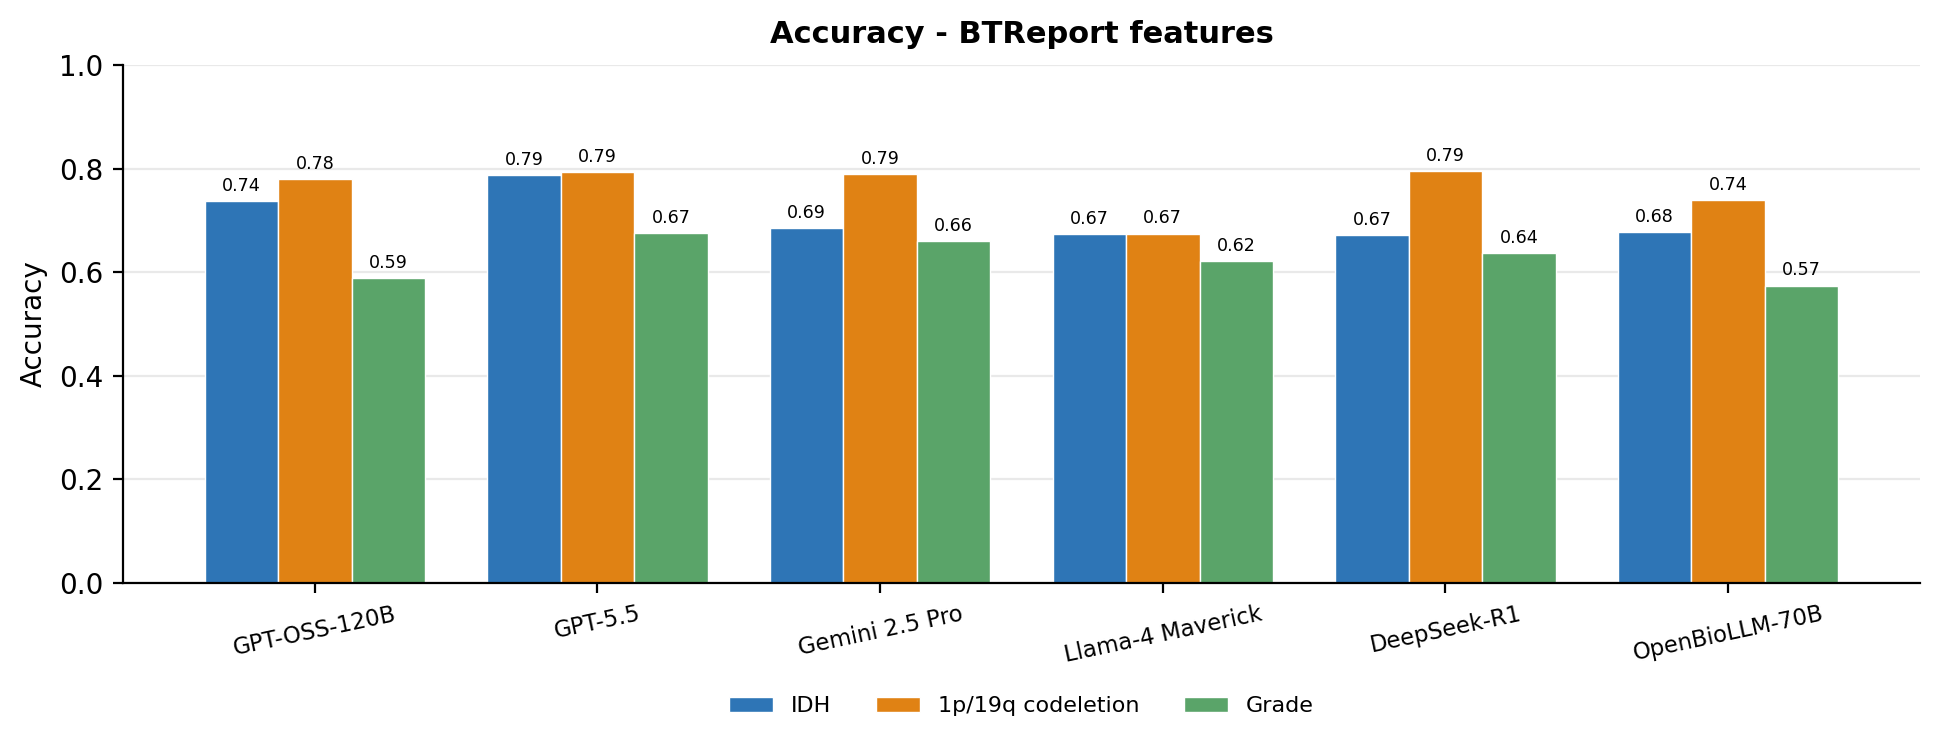 Accuracy - BTReport features
Accuracy
1.0
0.8
0.6
0.4
0.2
0.0
0.74 0.78 0.59
0.79 0.79 0.67
0.69 0.79 0.66
0.67 0.67 0.62
0.67 0.79 0.64
0.68 0.74 0.57
GPT-OSS-120B
GPT-5.5
Gemini 2.5 Pro
Llama-4 Maverick
DeepSeek-R1
OpenBioLLM-70B
IDH 1p/19q codeletion Grade